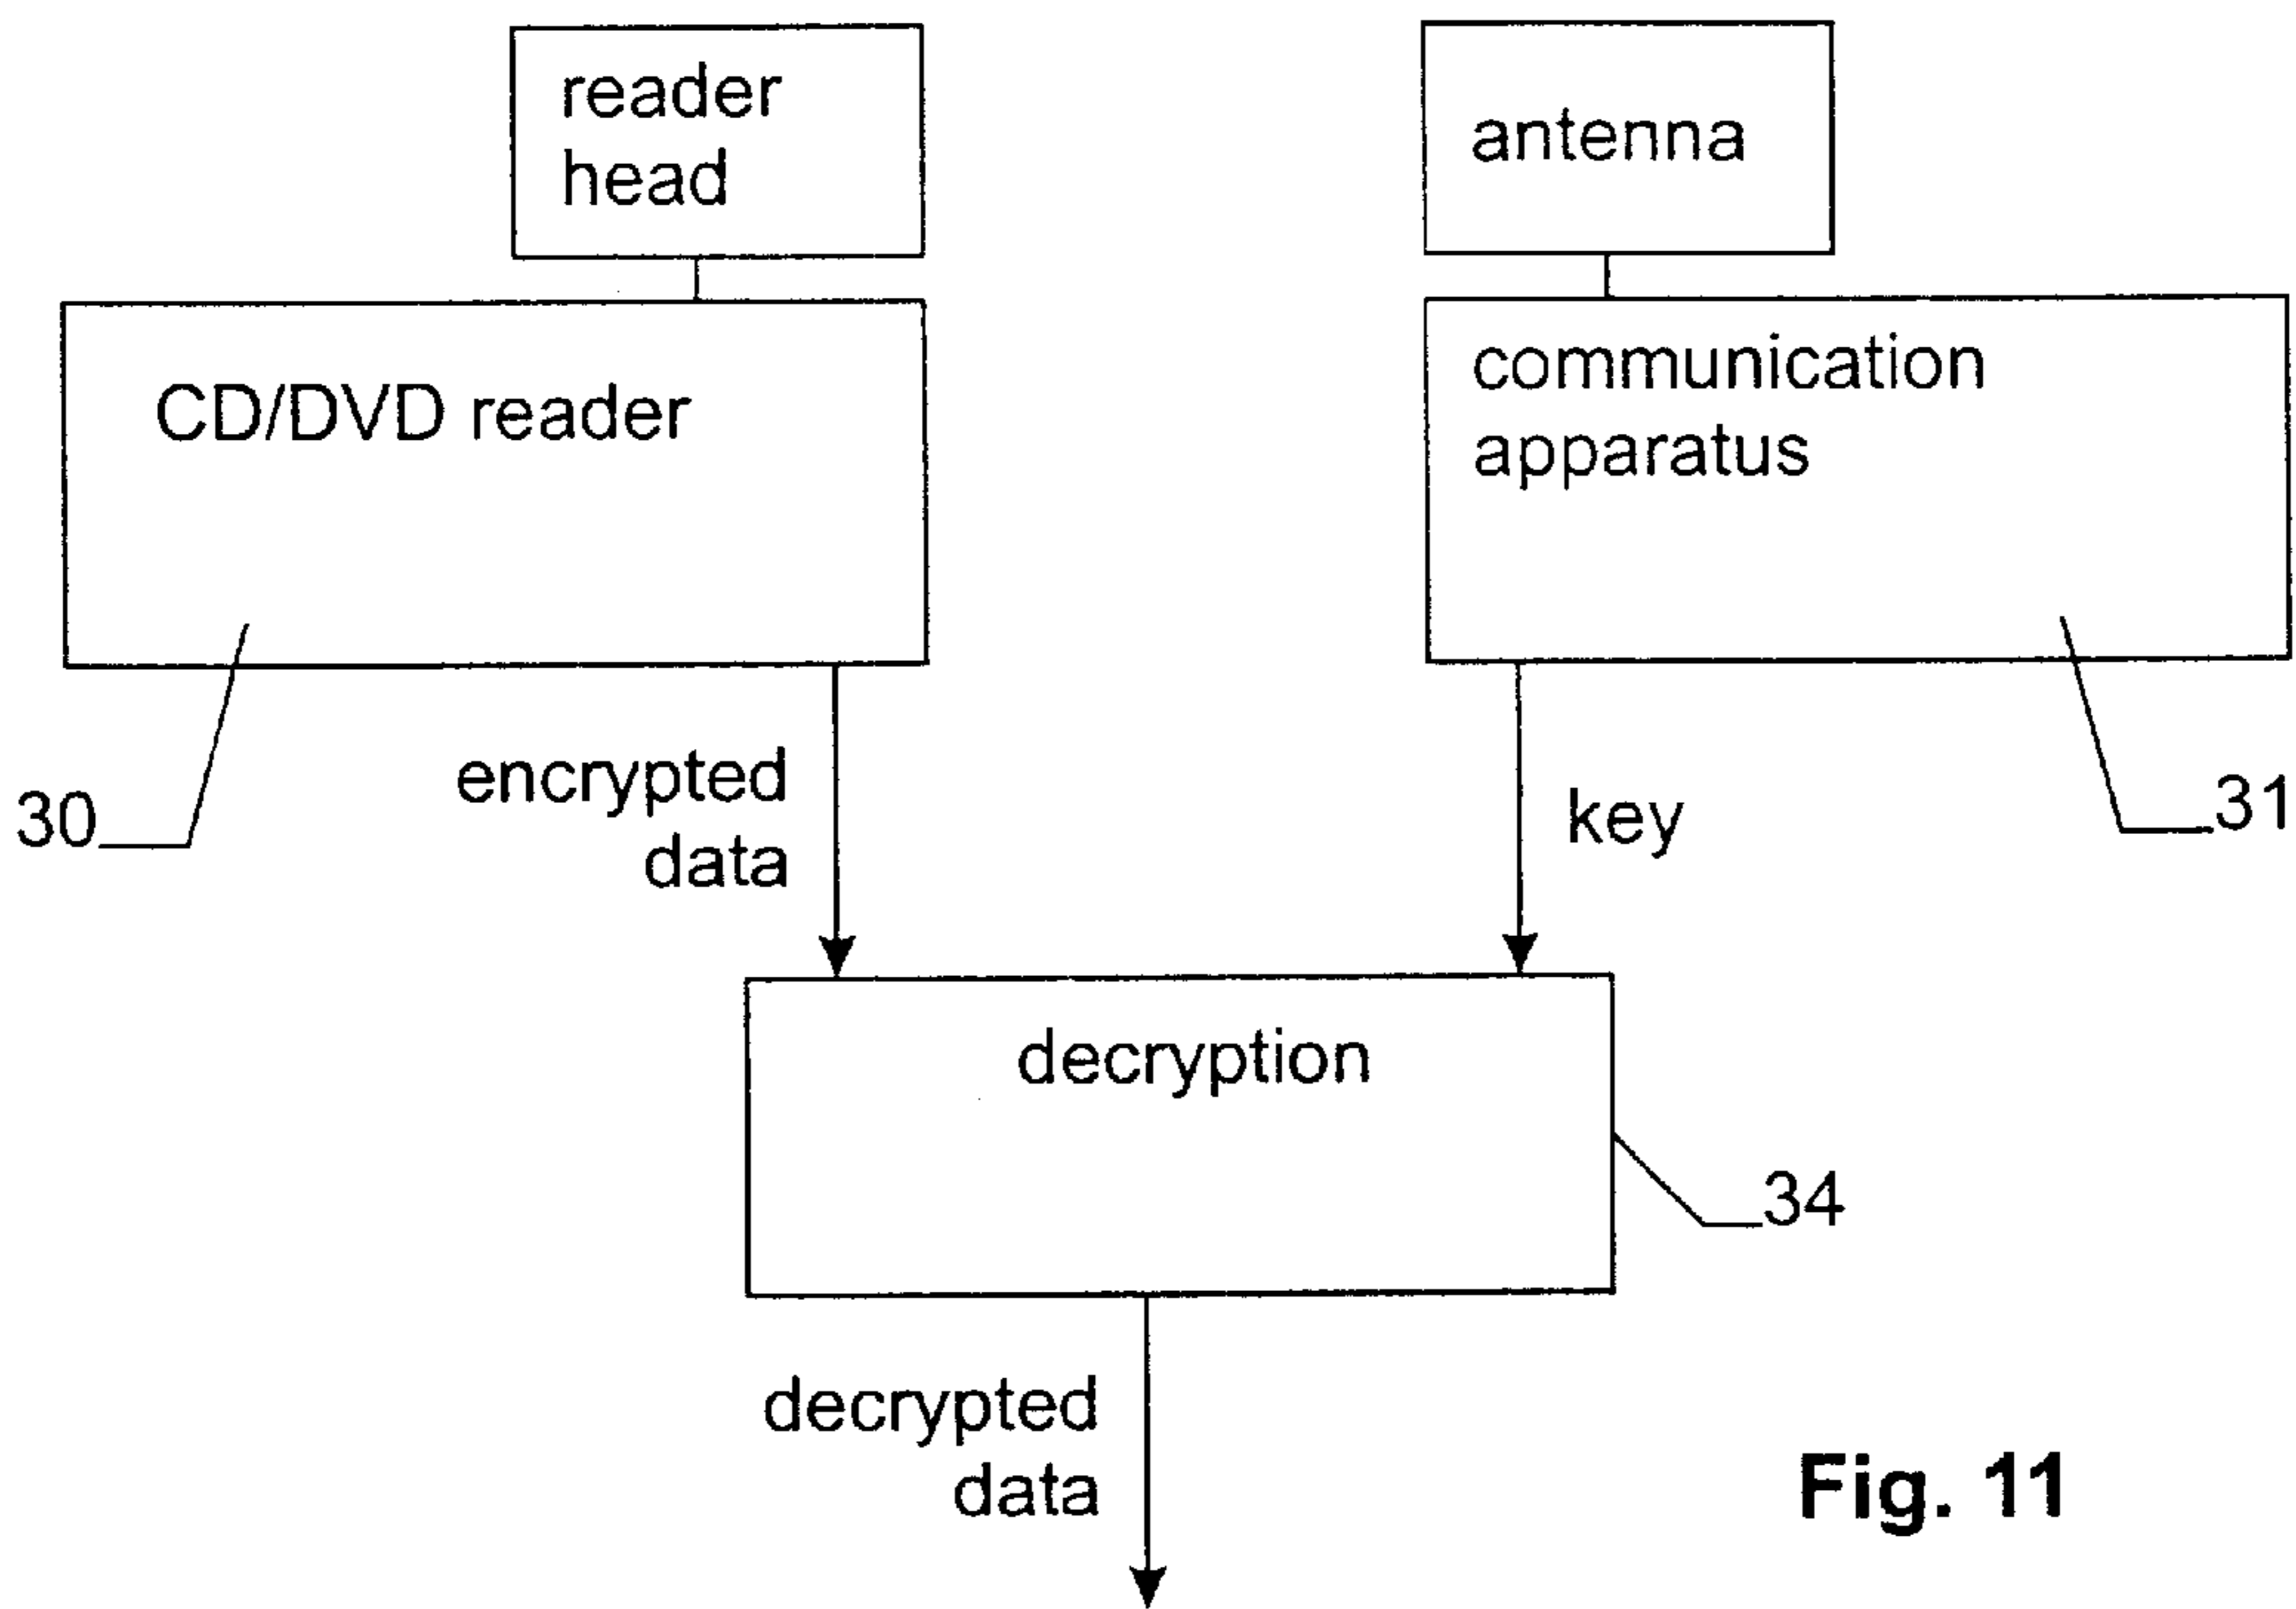 reader
head
antenna
CD/DVD reader
communication
apparatus
30
encrypted
data
key
31
decryption
34
decrypted
data
Fig. 11